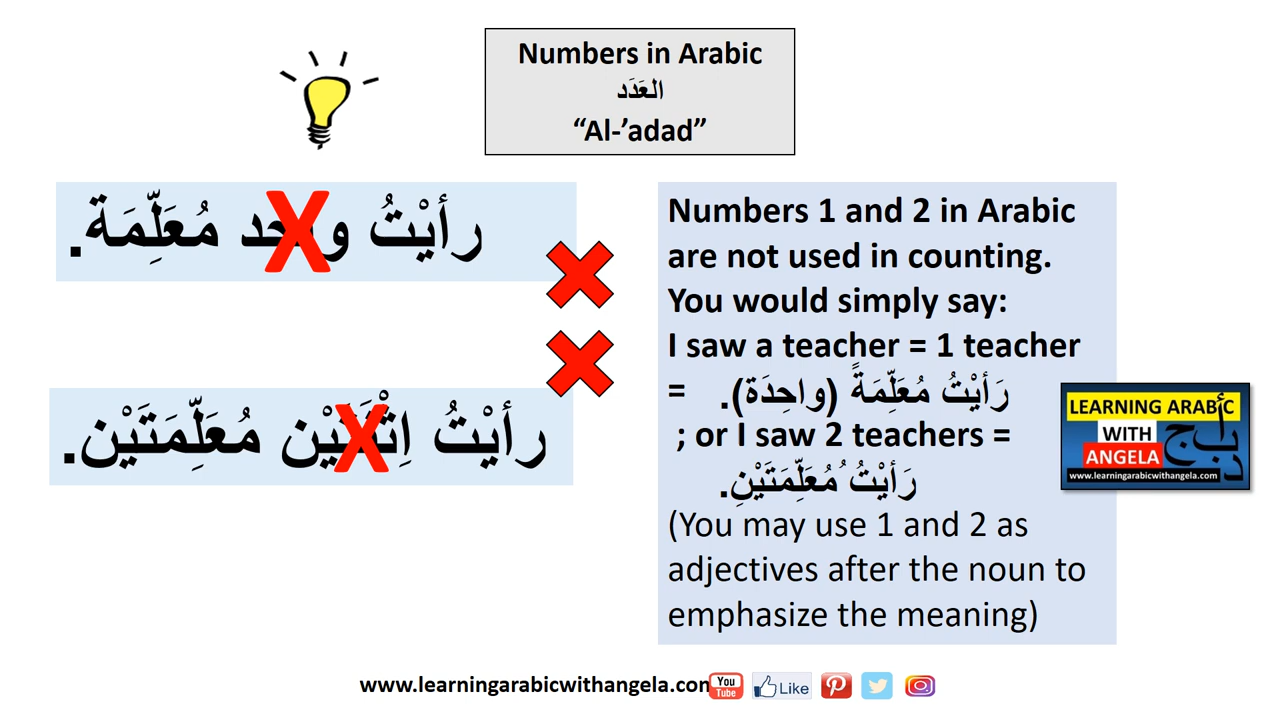 Numbers in Arabic
العَدَد
“Al-’adad”
رأيْتُ واحد مُعَلِّمَة.
X
رأيْتُ اِثْنَتَيْن مُعَلِّمَتَيْن.
X
Numbers 1 and 2 in Arabic
are not used in counting.
You would simply say:
I saw a teacher = 1 teacher
= رَأيْتُ مُعَلِّمَةً (واحِدَة).
; or I saw 2 teachers =
رَأيْتُ ُمُعَلِّمَتَيْنِ.
(You may use 1 and 2 as
adjectives after the noun to
emphasize the meaning)
LEARNING ARABIC
WITH
ANGELA
أ ب ج د
www.learningarabicwithangela.com
www.learningarabicwithangela.com
You
Tube
Like